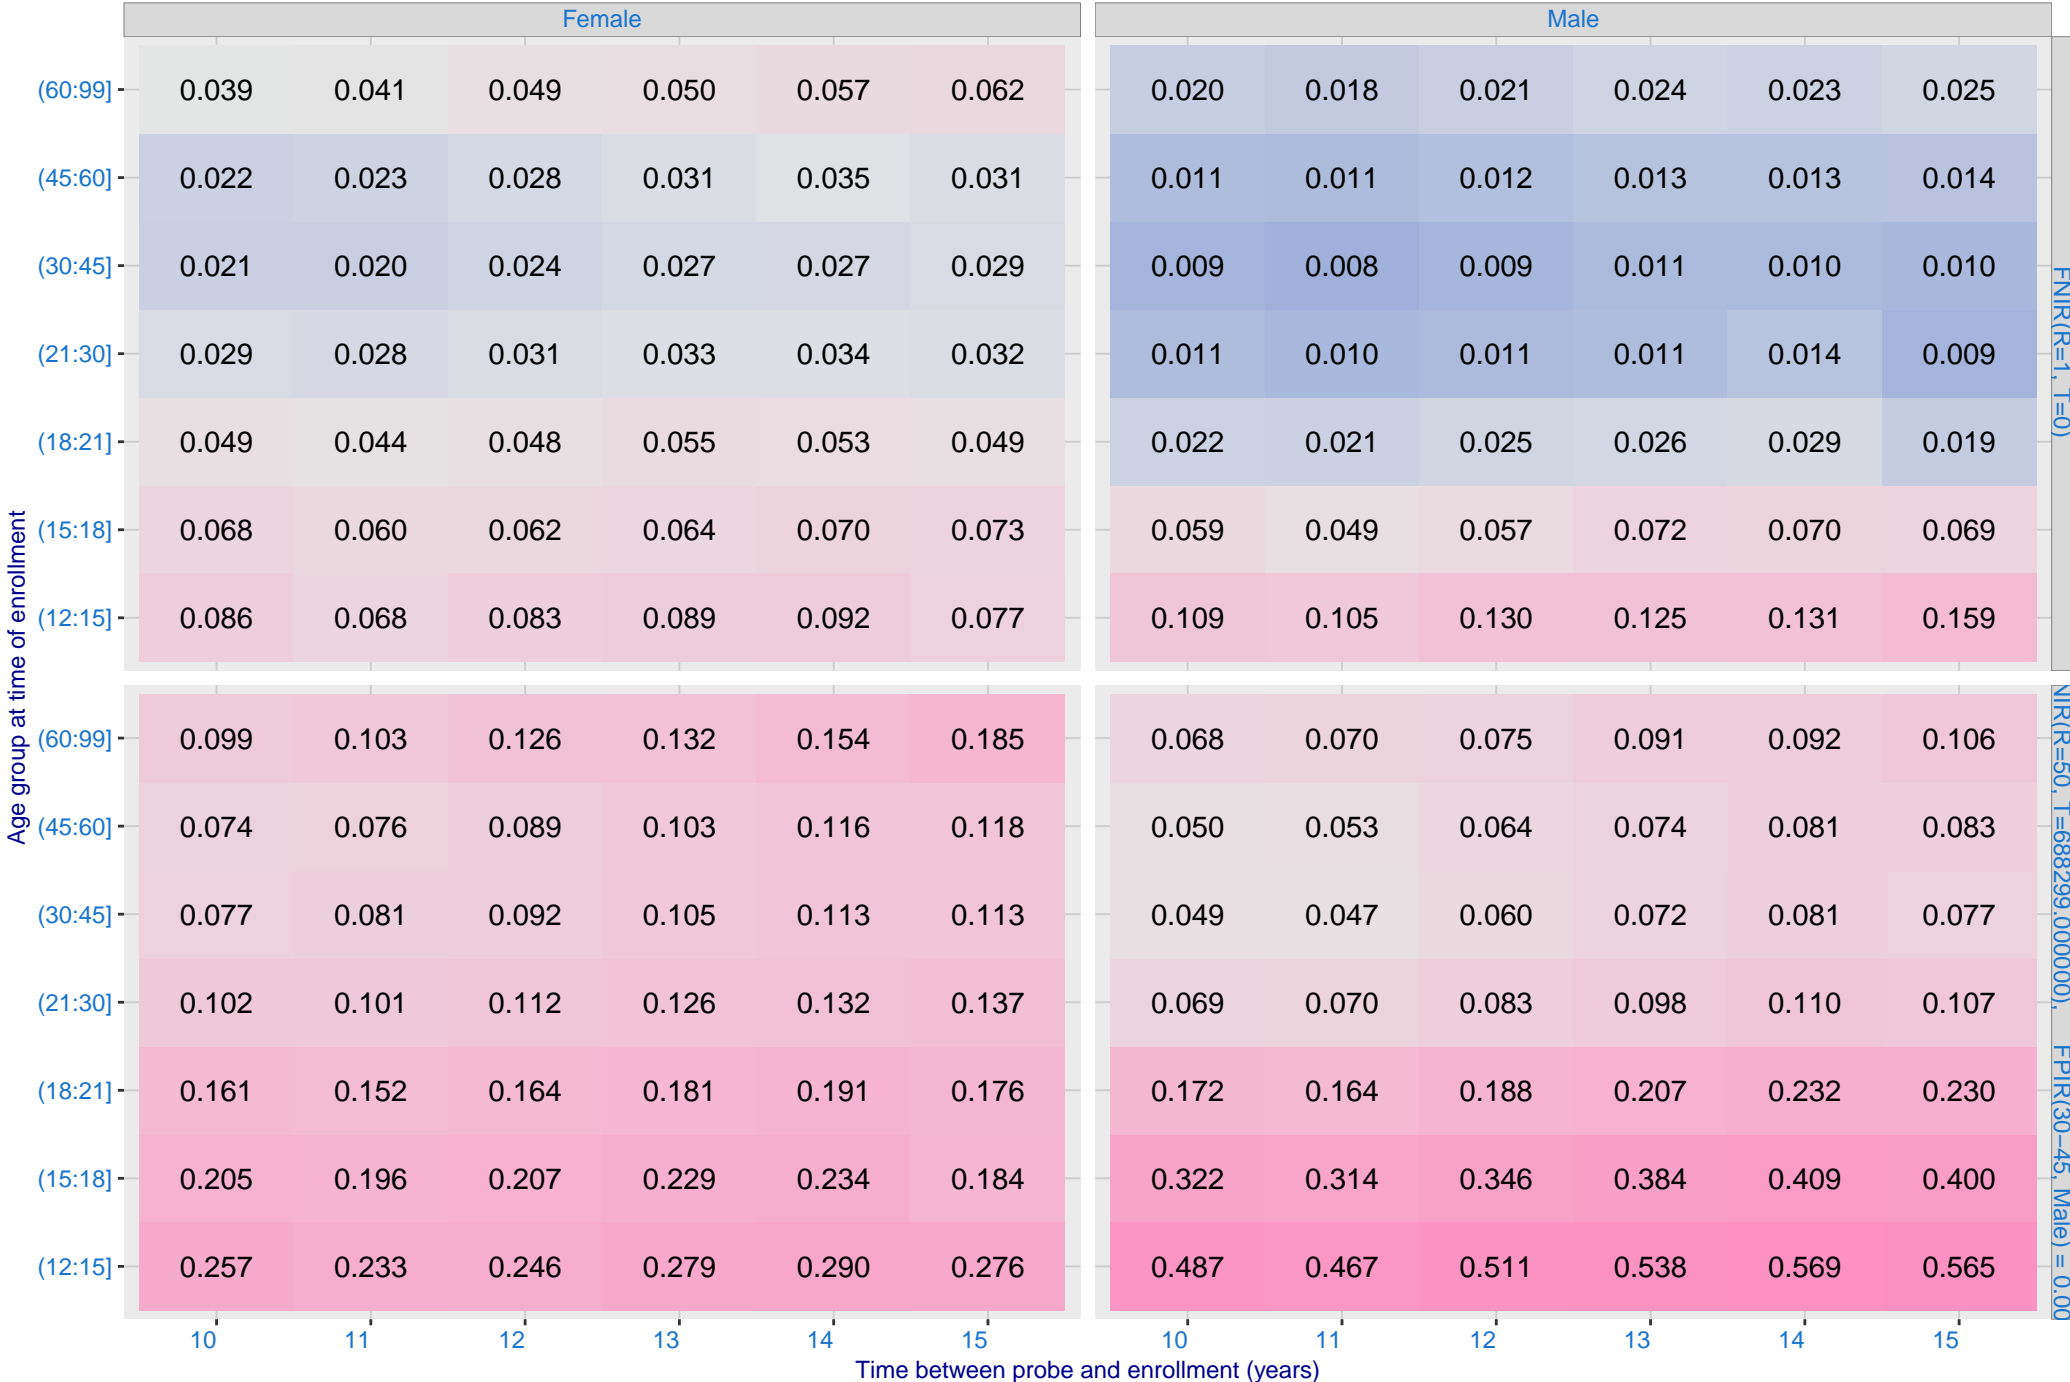 Female Male
(60:99] 0.039 0.041 0.049 0.050 0.057 0.062 0.020 0.018 0.021 0.024 0.023 0.025
(45:60] 0.022 0.023 0.028 0.031 0.035 0.031 0.011 0.011 0.012 0.013 0.013 0.014
(30:45] 0.021 0.020 0.024 0.027 0.027 0.029 0.009 0.008 0.009 0.011 0.010 0.010
(21:30] 0.029 0.028 0.031 0.033 0.034 0.032 0.011 0.010 0.011 0.011 0.014 0.009
(18:21] 0.049 0.044 0.048 0.055 0.053 0.049 0.022 0.021 0.025 0.026 0.029 0.019
(15:18] 0.068 0.060 0.062 0.064 0.070 0.073 0.059 0.049 0.057 0.072 0.070 0.069
(12:15] 0.086 0.068 0.083 0.089 0.092 0.077 0.109 0.105 0.130 0.125 0.131 0.159
FNIR(R=1, T=0)
Age group at time of enrollment
(60:99] 0.099 0.103 0.126 0.132 0.154 0.185 0.068 0.070 0.075 0.091 0.092 0.106
(45:60] 0.074 0.076 0.089 0.103 0.116 0.118 0.050 0.053 0.064 0.074 0.081 0.083
(30:45] 0.077 0.081 0.092 0.105 0.113 0.113 0.049 0.047 0.060 0.072 0.081 0.077
(21:30] 0.102 0.101 0.112 0.126 0.132 0.137 0.069 0.070 0.083 0.098 0.110 0.107
(18:21] 0.161 0.152 0.164 0.181 0.191 0.176 0.172 0.164 0.188 0.207 0.232 0.230
(15:18] 0.205 0.196 0.207 0.229 0.234 0.184 0.322 0.314 0.346 0.384 0.409 0.400
(12:15] 0.257 0.233 0.246 0.279 0.290 0.276 0.487 0.467 0.511 0.538 0.569 0.565
NIR(R=50, T=688299.000000), FPIR(30−45, Male) = 0.00
10 11 12 13 14 15 10 11 12 13 14 15
Time between probe and enrollment (years)